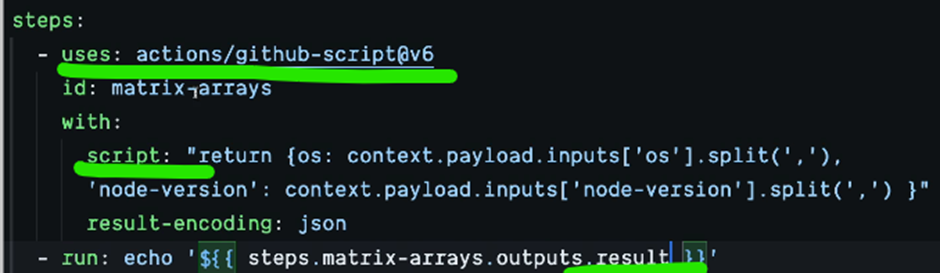 steps:
- uses: actions/github-script@v6
id: matrix-arrays
with:
script: "return {os: context.payload.inputs['os'].split(','),
'node-version': context.payload.inputs['node-version'].split(',') }"
result-encoding: json
- run: echo '${{ steps.matrix-arrays.outputs.result }}'